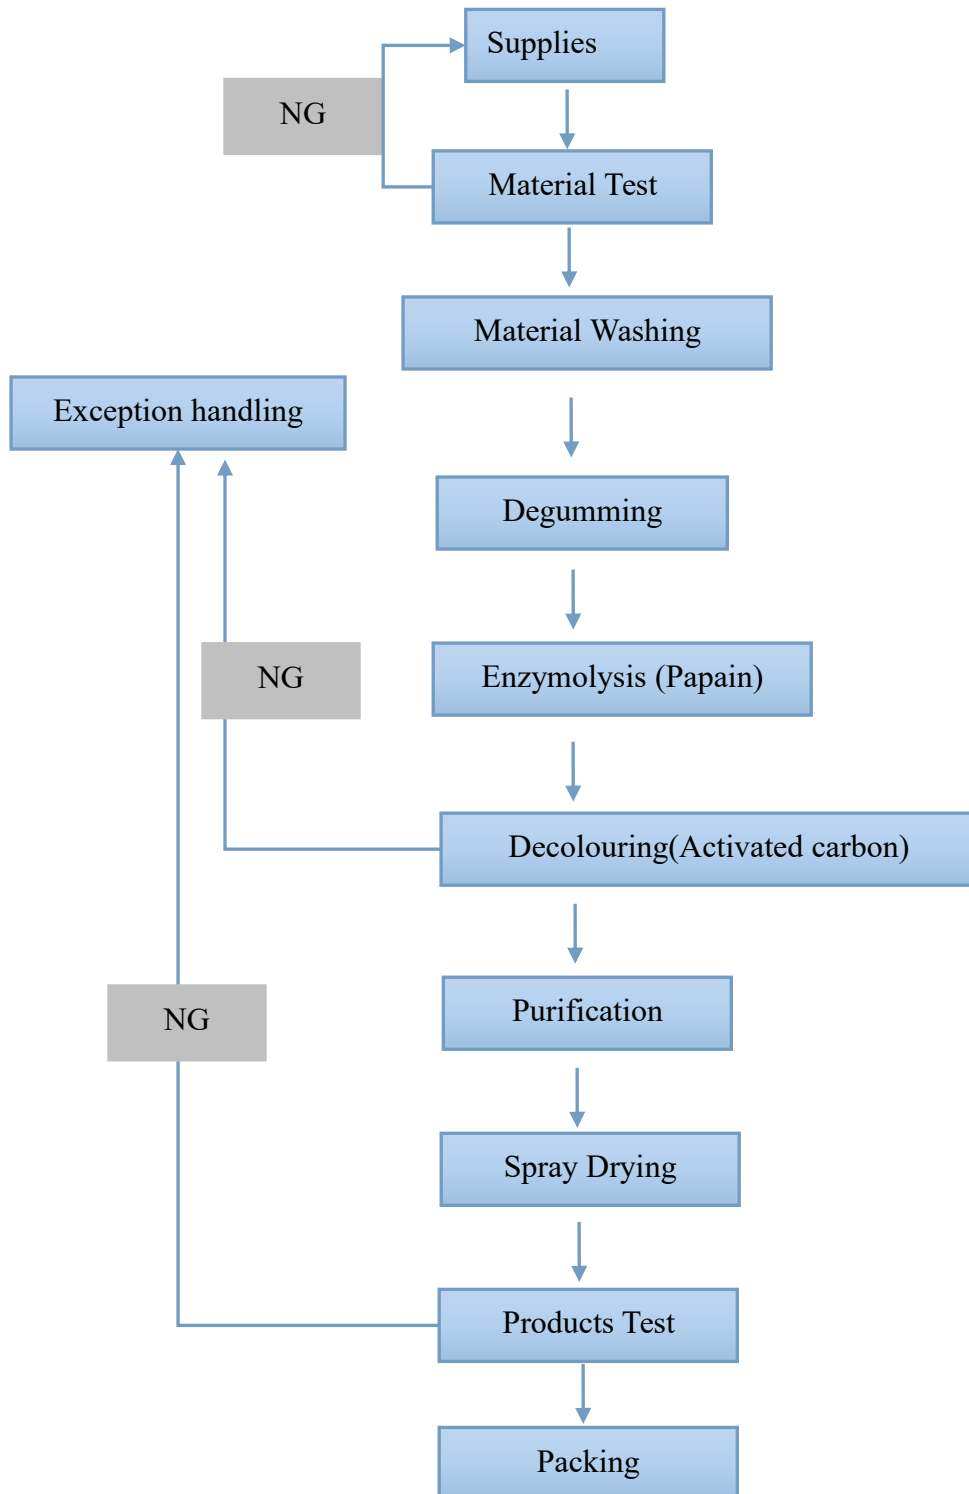 Supplies
NG
Material Test
Material Washing
Exception handling
Degumming
NG
Enzymolysis (Papain)
Decolouring(Activated carbon)
Purification
NG
Spray Drying
Products Test
Packing